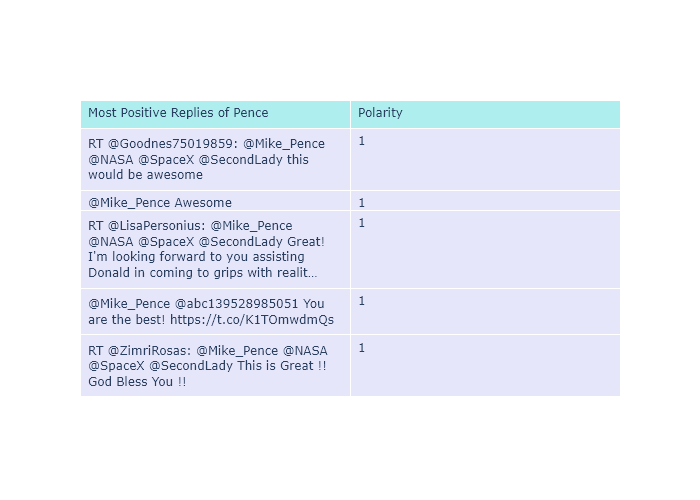 Most Positive Replies of Pence
Polarity
RT @Goodnes75019859: @Mike_Pence
@NASA @SpaceX @SecondLady this
would be awesome
1
@Mike_Pence Awesome
1
RT @LisaPersonius: @Mike_Pence
@NASA @SpaceX @SecondLady Great!
I'm looking forward to you assisting
Donald in coming to grips with realit…
1
@Mike_Pence @abc139528985051 You
are the best! https://t.co/K1TOmwdmQs
1
RT @ZimriRosas: @Mike_Pence @NASA
@SpaceX @SecondLady This is Great !!
God Bless You !!
1